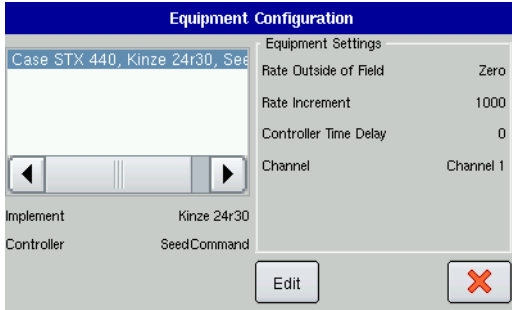 Equipment Configuration
Case STX 440, Kinze 24r30, See
Implement Kinze 24r30
Controller SeedCommand
Equipment Settings
Rate Outside of Field Zero
Rate Increment 1000
Controller Time Delay 0
Channel Channel 1
Edit